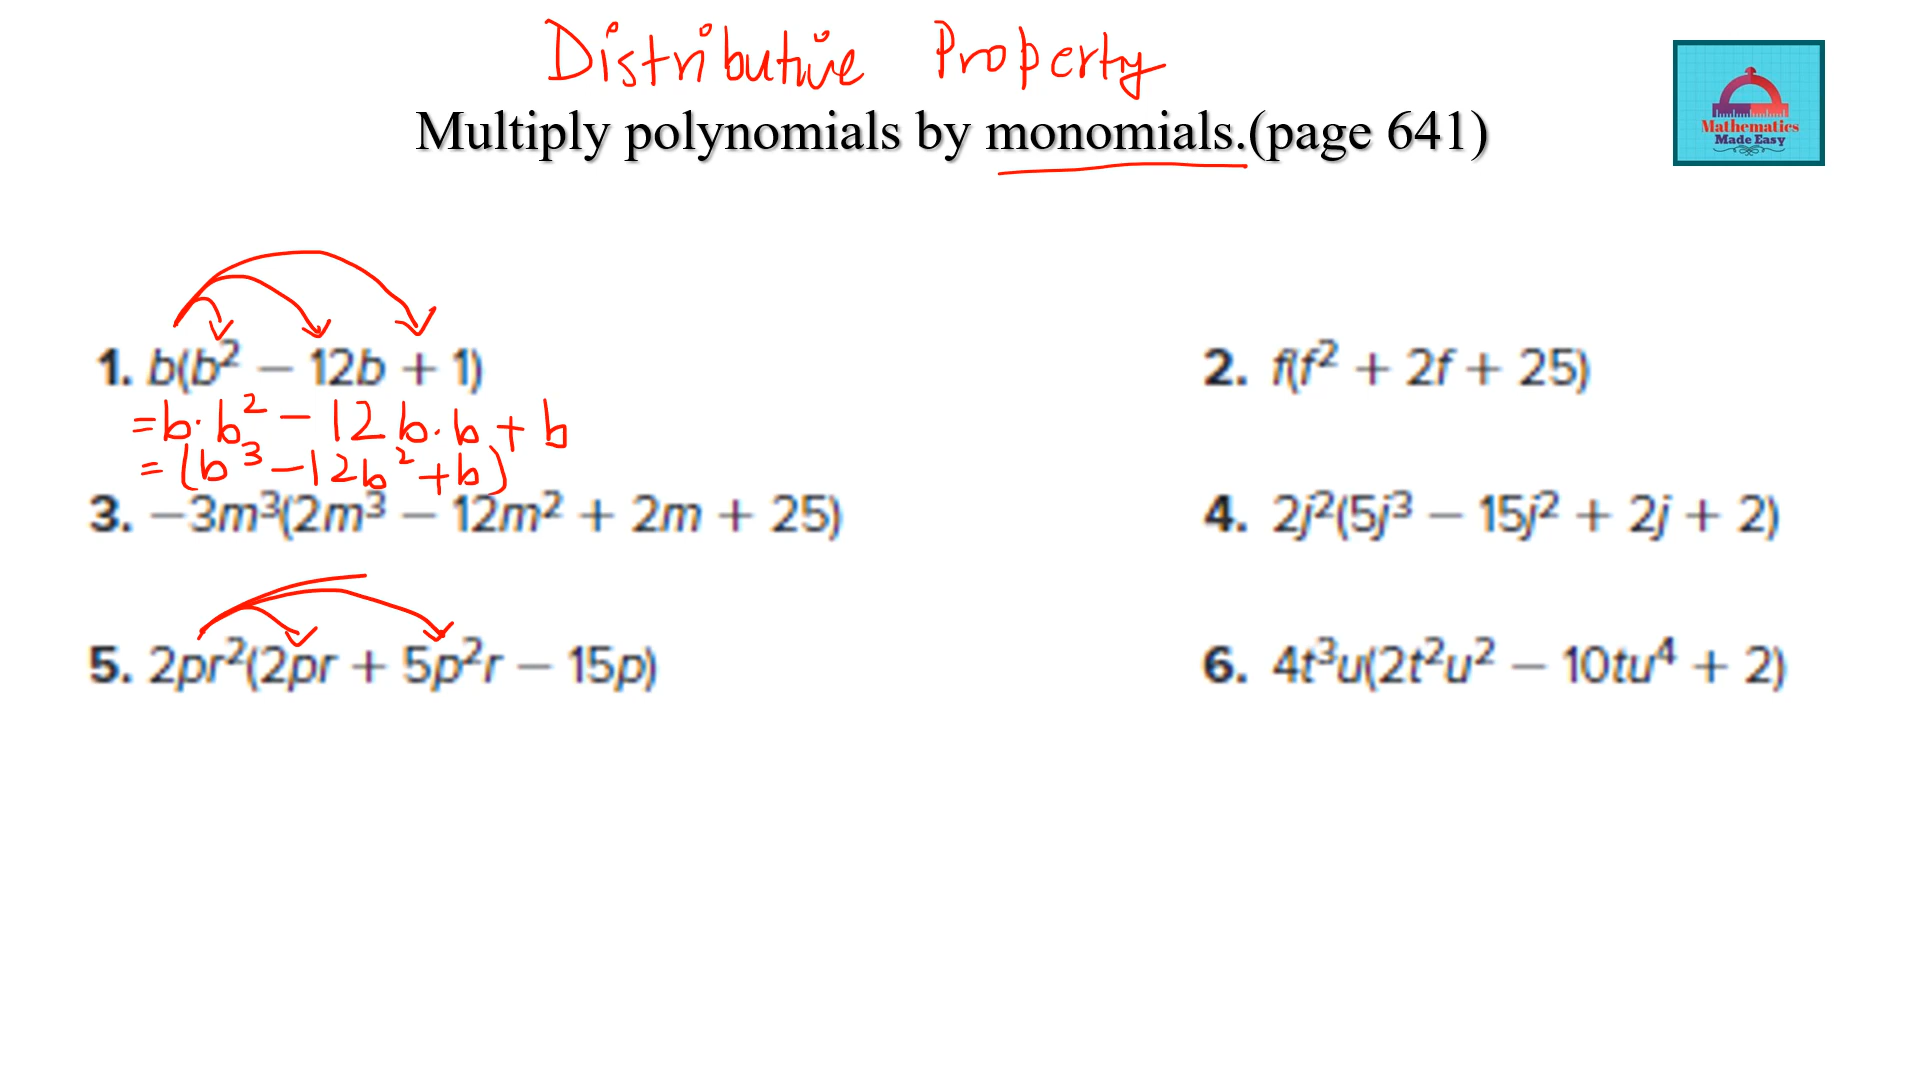 Distributive Property
Multiply polynomials by monomials.(page 641)
Mathematics
Made Easy
1. b(b² – 12b + 1)
= b · b² – 12 b · b + b
= (b³ – 12b² + b)
2. f(f² + 2f + 25)
3. –3m³(2m³ – 12m² + 2m + 25)
4. 2j²(5j³ – 15j² + 2j + 2)
5. 2pr²(2pr + 5p²r – 15p)
6. 4t³u(2t²u² – 10tu⁴ + 2)